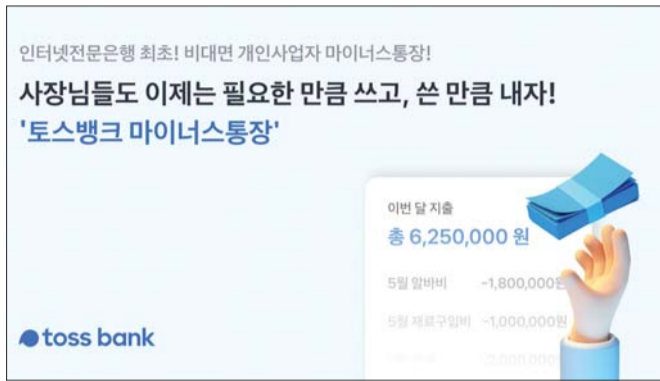 인터넷전문은행 최초! 비대면 개인사업자 마이너스통장!
사장님들도 이제는 필요한 만큼 쓰고, 쓴 만큼 내자!
'토스뱅크 마이너스통장'
이번 달 지출
총 6,250,000 원
5월 알바비 -1,800,000원
5월 재료구입비 -1,000,000원
toss bank